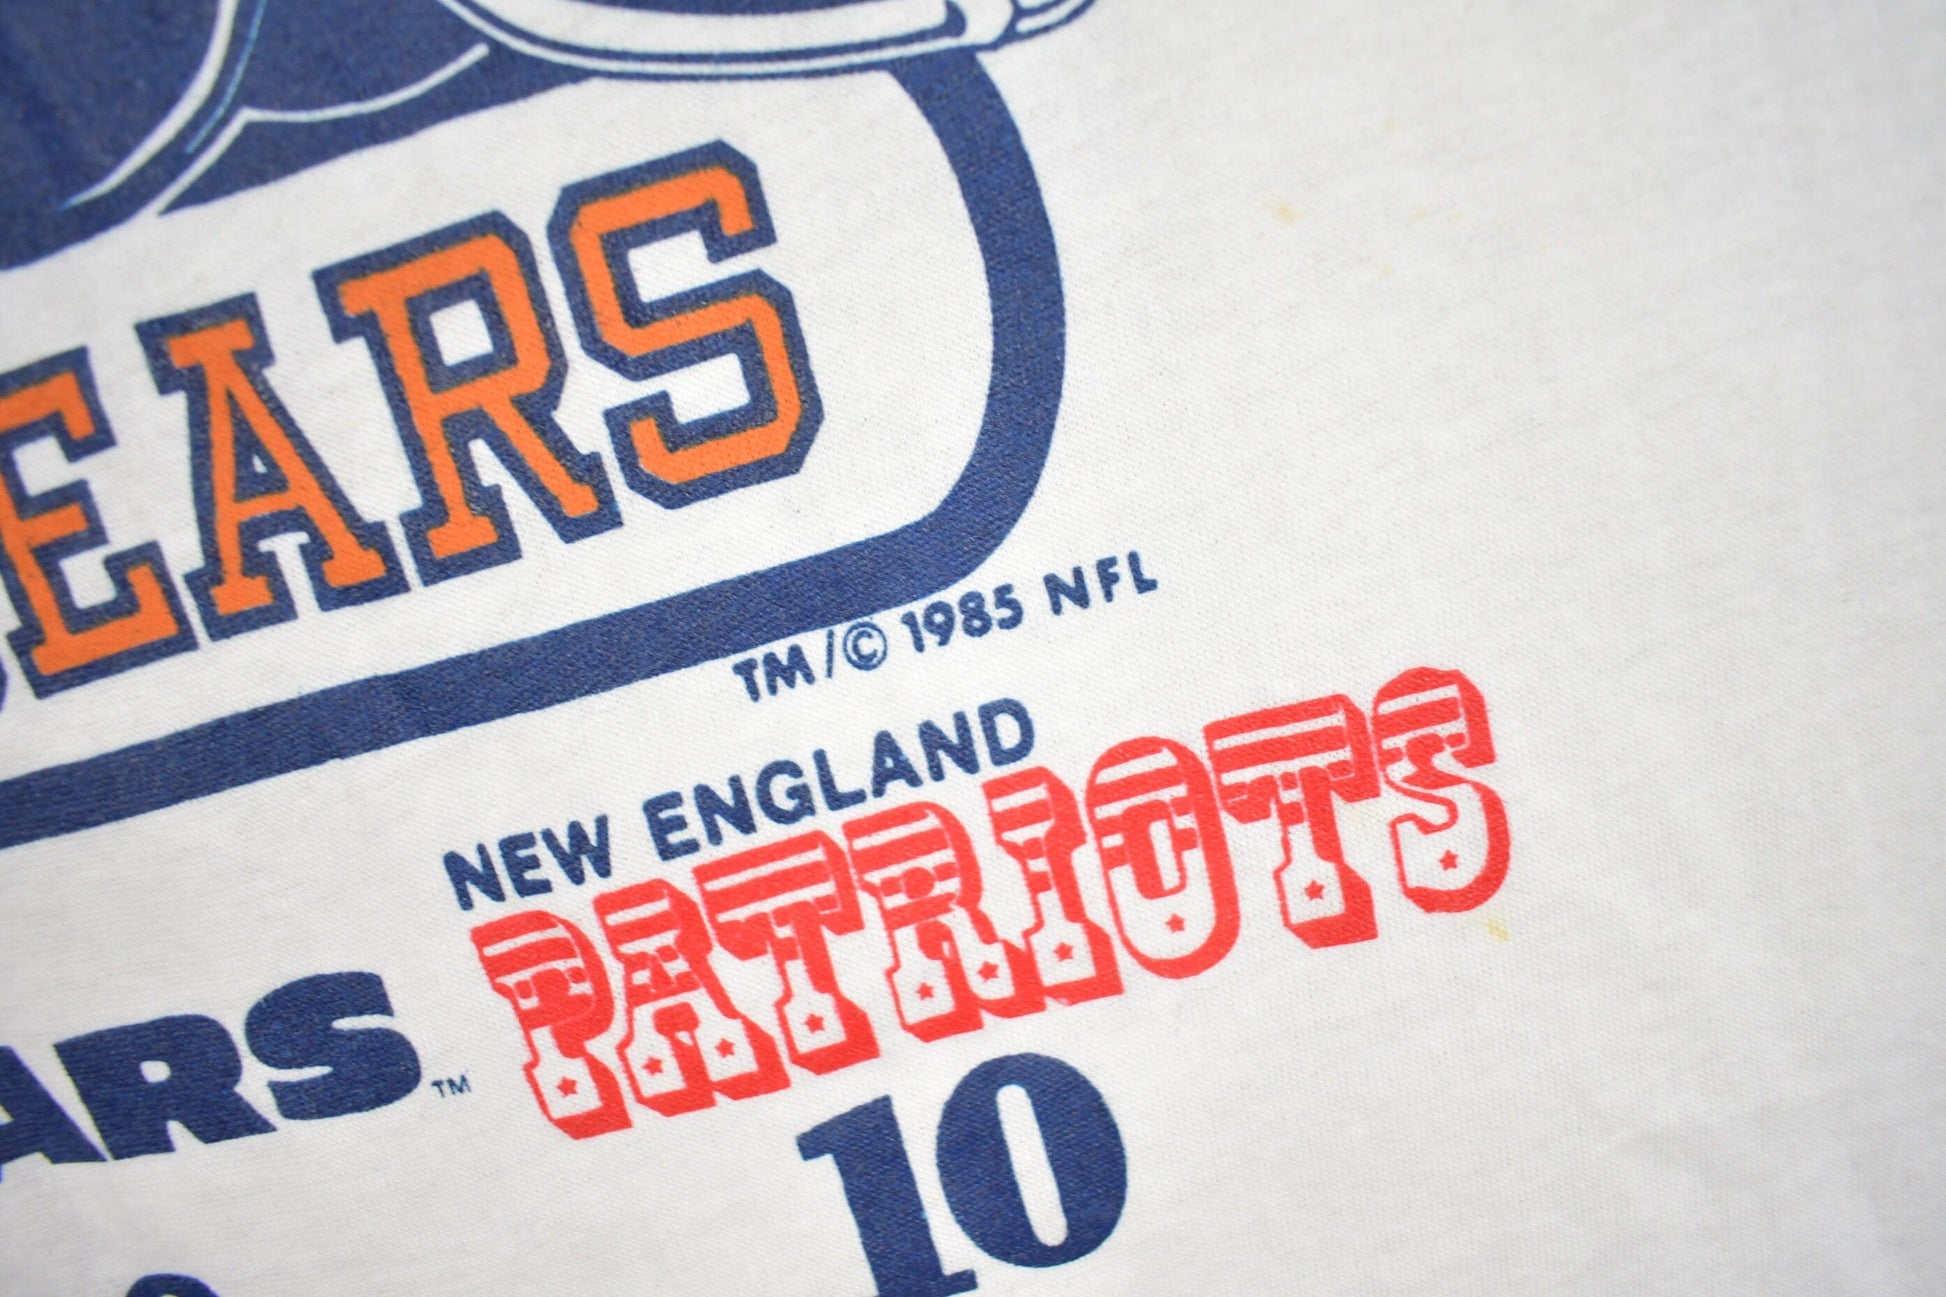 EARS
TM/© 1985 NFL
NEW ENGLAND
PATRIOTS
ARS™
10